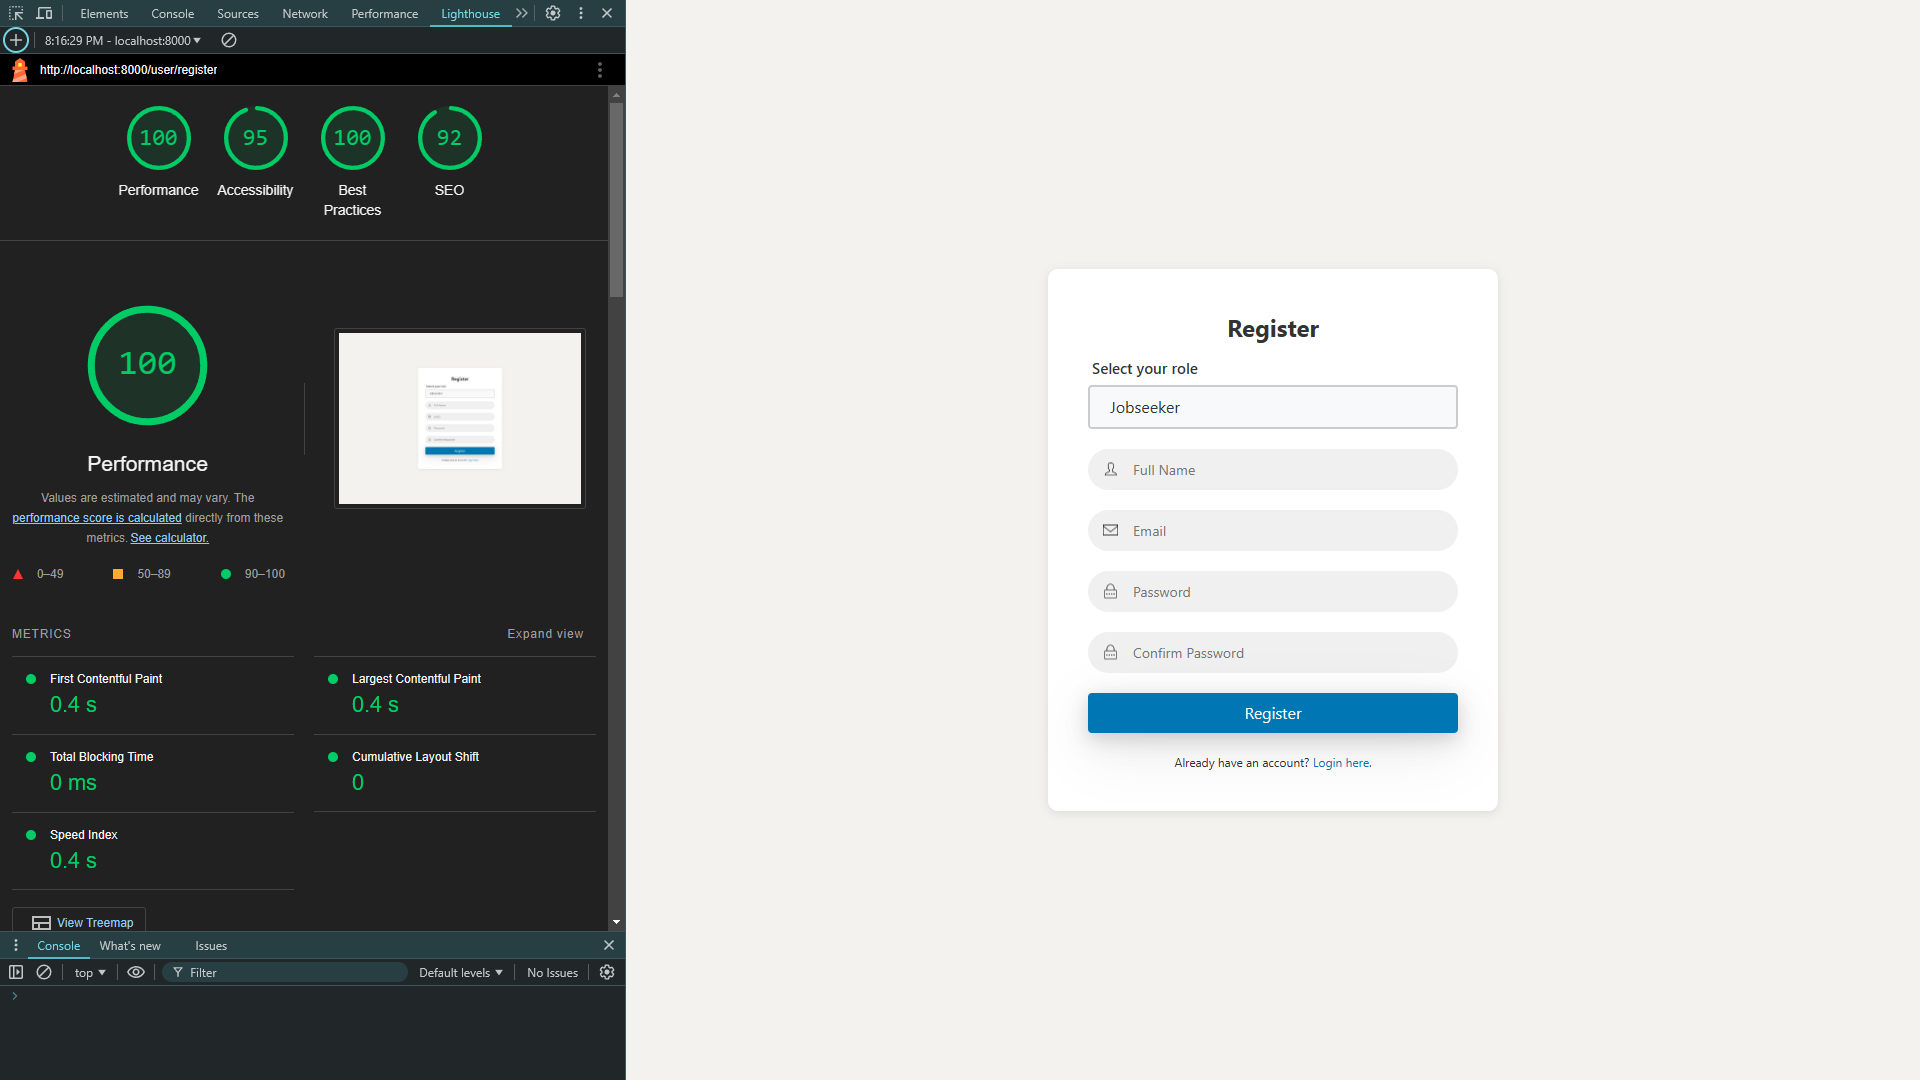 Elements Console Sources Network Performance Lighthouse
8:16:29 PM - localhost:8000
http://localhost:8000/user/register
100 95 100 92
Performance Accessibility Best Practices SEO
100
Performance
Values are estimated and may vary. The
performance score is calculated directly from these
metrics. See calculator.
0–49 50–89 90–100
METRICS Expand view
First Contentful Paint
0.4 s
Largest Contentful Paint
0.4 s
Total Blocking Time
0 ms
Cumulative Layout Shift
0
Speed Index
0.4 s
View Treemap
Console What's new Issues
top Filter Default levels No Issues
Register
Select your role
Jobseeker
Full Name
Email
Password
Confirm Password
Register
Already have an account? Login here.